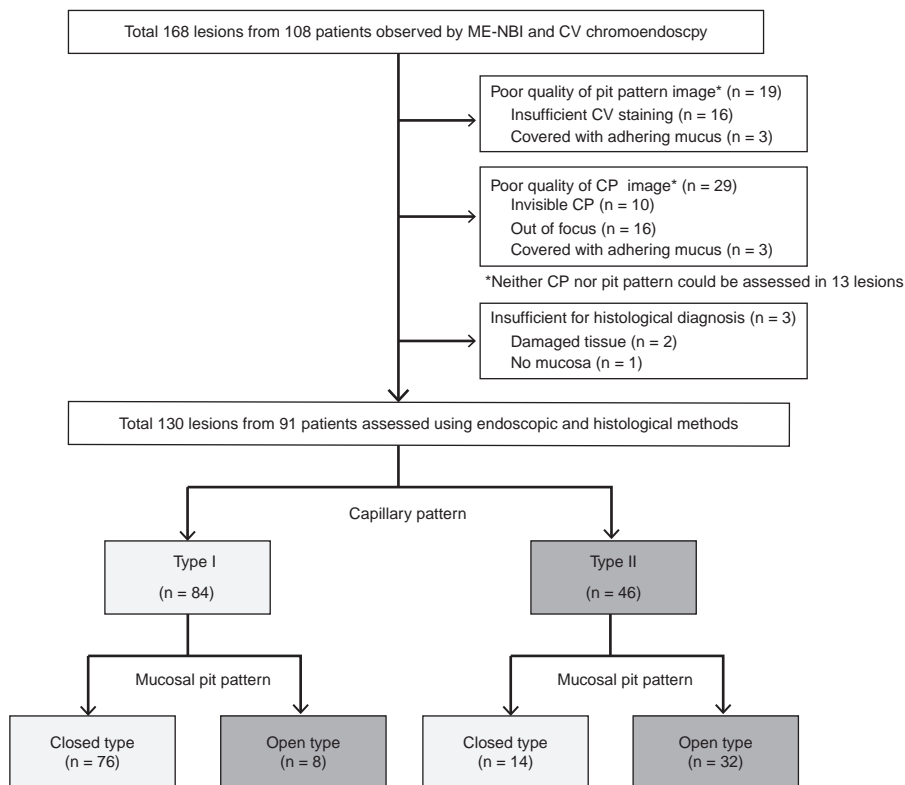 Total 168 lesions from 108 patients observed by ME-NBI and CV chromoendoscpy
Poor quality of pit pattern image* (n = 19)
Insufficient CV staining (n = 16)
Covered with adhering mucus (n = 3)
Poor quality of CP image* (n = 29)
Invisible CP (n = 10)
Out of focus (n = 16)
Covered with adhering mucus (n = 3)
*Neither CP nor pit pattern could be assessed in 13 lesions
Insufficient for histological diagnosis (n = 3)
Damaged tissue (n = 2)
No mucosa (n = 1)
Total 130 lesions from 91 patients assessed using endoscopic and histological methods
Capillary pattern
Type I
(n = 84)
Type II
(n = 46)
Mucosal pit pattern
Mucosal pit pattern
Closed type
(n = 76)
Open type
(n = 8)
Closed type
(n = 14)
Open type
(n = 32)